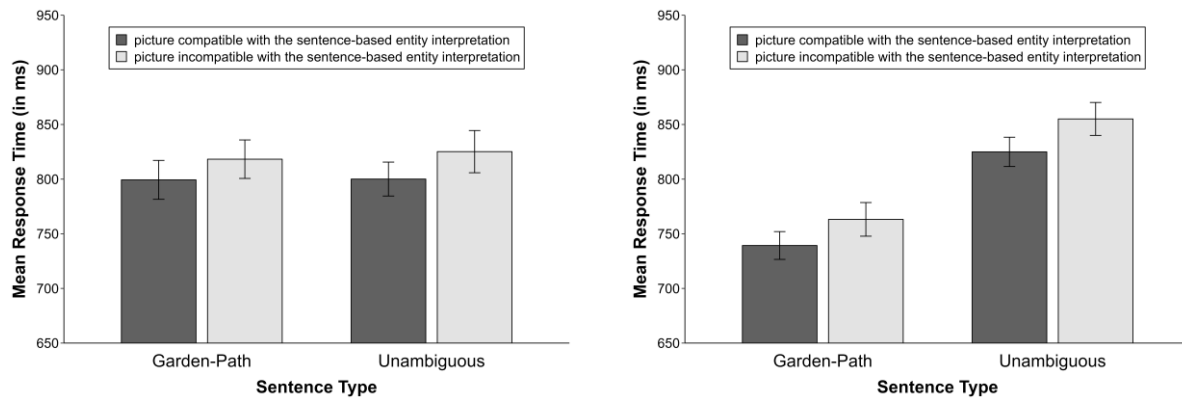 950
900
850
800
750
700
650
Mean Response Time (in ms)
picture compatible with the sentence-based entity interpretation
picture incompatible with the sentence-based entity interpretation
Garden-Path Unambiguous
Sentence Type
950
900
850
800
750
700
650
Mean Response Time (in ms)
picture compatible with the sentence-based entity interpretation
picture incompatible with the sentence-based entity interpretation
Garden-Path Unambiguous
Sentence Type